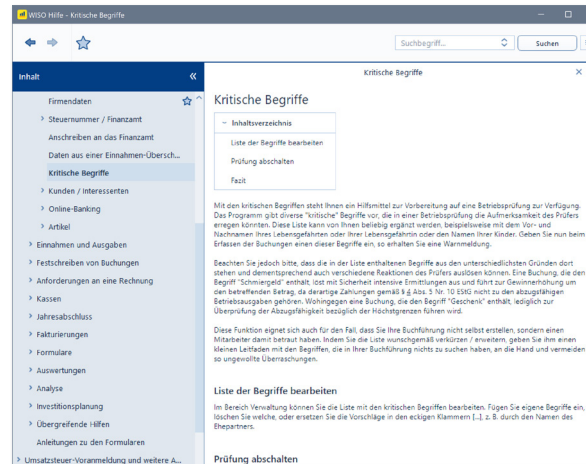 WISO Hilfe - Kritische Begriffe
Suchbegriff...
Suchen
Inhalt
Kritische Begriffe
Firmendaten
Steuernummer / Finanzamt
Anschreiben an das Finanzamt
Daten aus einer Einnahmen-Übersch...
Kritische Begriffe
Kunden / Interessenten
Online-Banking
Artikel
Einnahmen und Ausgaben
Festschreiben von Buchungen
Anforderungen an eine Rechnung
Kassen
Jahresabschluss
Fakturierungen
Formulare
Auswertungen
Analyse
Investitionsplanung
Übergreifende Hilfen
Anleitungen zu den Formularen
Umsatzsteuer-Voranmeldung und weitere A...
Kritische Begriffe
Inhaltsverzeichnis
Liste der Begriffe bearbeiten
Prüfung abschalten
Fazit
Mit den kritischen Begriffen steht Ihnen ein Hilfsmittel zur Vorbereitung auf eine Betriebsprüfung zur Verfügung.
Das Programm gibt diverse "kritische" Begriffe vor, die in einer Betriebsprüfung die Aufmerksamkeit des Prüfers
erregen könnten. Diese Liste kann von Ihnen beliebig ergänzt werden, beispielsweise mit dem Vor- und
Nachnamen Ihres Lebensgefährten oder Ihrer Lebensgefährtin oder den Namen Ihrer Kinder. Geben Sie nun beim
Erfassen der Buchungen einen dieser Begriffe ein, so erhalten Sie eine Warnmeldung.
Beachten Sie jedoch bitte, dass die in der Liste enthaltenen Begriffe aus den unterschiedlichsten Gründen dort
stehen und dementsprechend auch verschiedene Reaktionen des Prüfers auslösen können. Eine Buchung, die den
Begriff "Schmiergeld" enthält, löst mit Sicherheit intensive Ermittlungen aus und führt zur Gewinnerhöhung um
den betreffenden Betrag, da derartige Zahlungen gemäß § 4 Abs. 5 Nr. 10 EStG nicht zu den abzugsfähigen
Betriebsausgaben gehören. Wohingegen eine Buchung, die den Begriff "Geschenk" enthält, lediglich zur
Überprüfung der Abzugsfähigkeit bezüglich der Höchstgrenzen führen wird.
Diese Funktion eignet sich auch für den Fall, dass Sie Ihre Buchführung nicht selbst erstellen, sondern einen
Mitarbeiter damit betraut haben. Indem Sie die Liste wunschgemäß verkürzen / erweitern, geben Sie ihm einen
kleinen Leitfaden mit den Begriffen, die in Ihrer Buchführung nichts zu suchen haben, an die Hand und vermeiden
so ungewollte Überraschungen.
Liste der Begriffe bearbeiten
Im Bereich Verwaltung können Sie die Liste mit den kritischen Begriffen bearbeiten. Fügen Sie eigene Begriffe ein,
löschen Sie welche, oder ersetzen Sie die Vorschläge in den eckigen Klammern [...], z. B. durch den Namen des
Ehepartners.
Prüfung abschalten